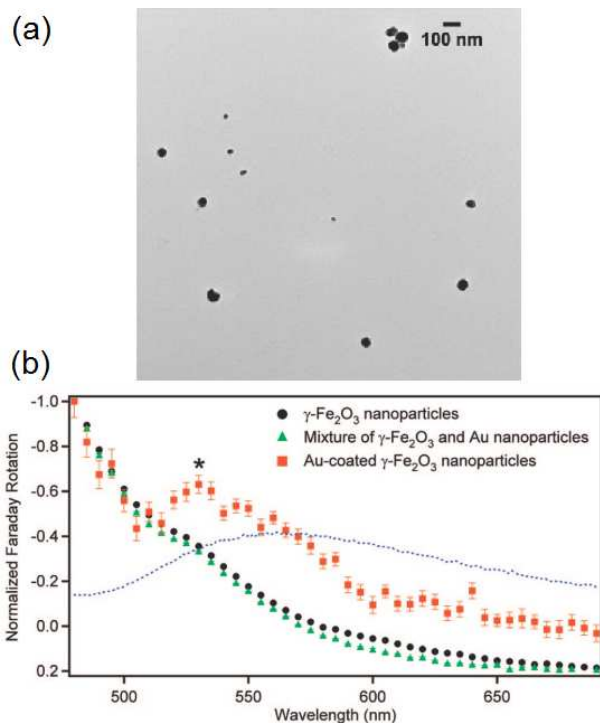 (a)
100 nm
(b)
-1.0
-0.8
-0.6
-0.4
-0.2
0.0
0.2
Normalized Faraday Rotation
γ-Fe₂O₃ nanoparticles
Mixture of γ-Fe₂O₃ and Au nanoparticles
Au-coated γ-Fe₂O₃ nanoparticles
*
500
550
600
650
Wavelength (nm)